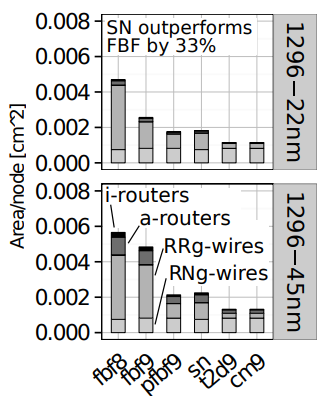 0.008
0.006
0.004
0.002
0.000
SN outperforms
FBF by 33%
1296-22nm
Area/node [cm^2]
0.008
0.006
0.004
0.002
0.000
i-routers
a-routers
RRg-wires
RNg-wires
1296-45nm
fbf8
fbf9
pfbf9
sn
t2d9
cm9